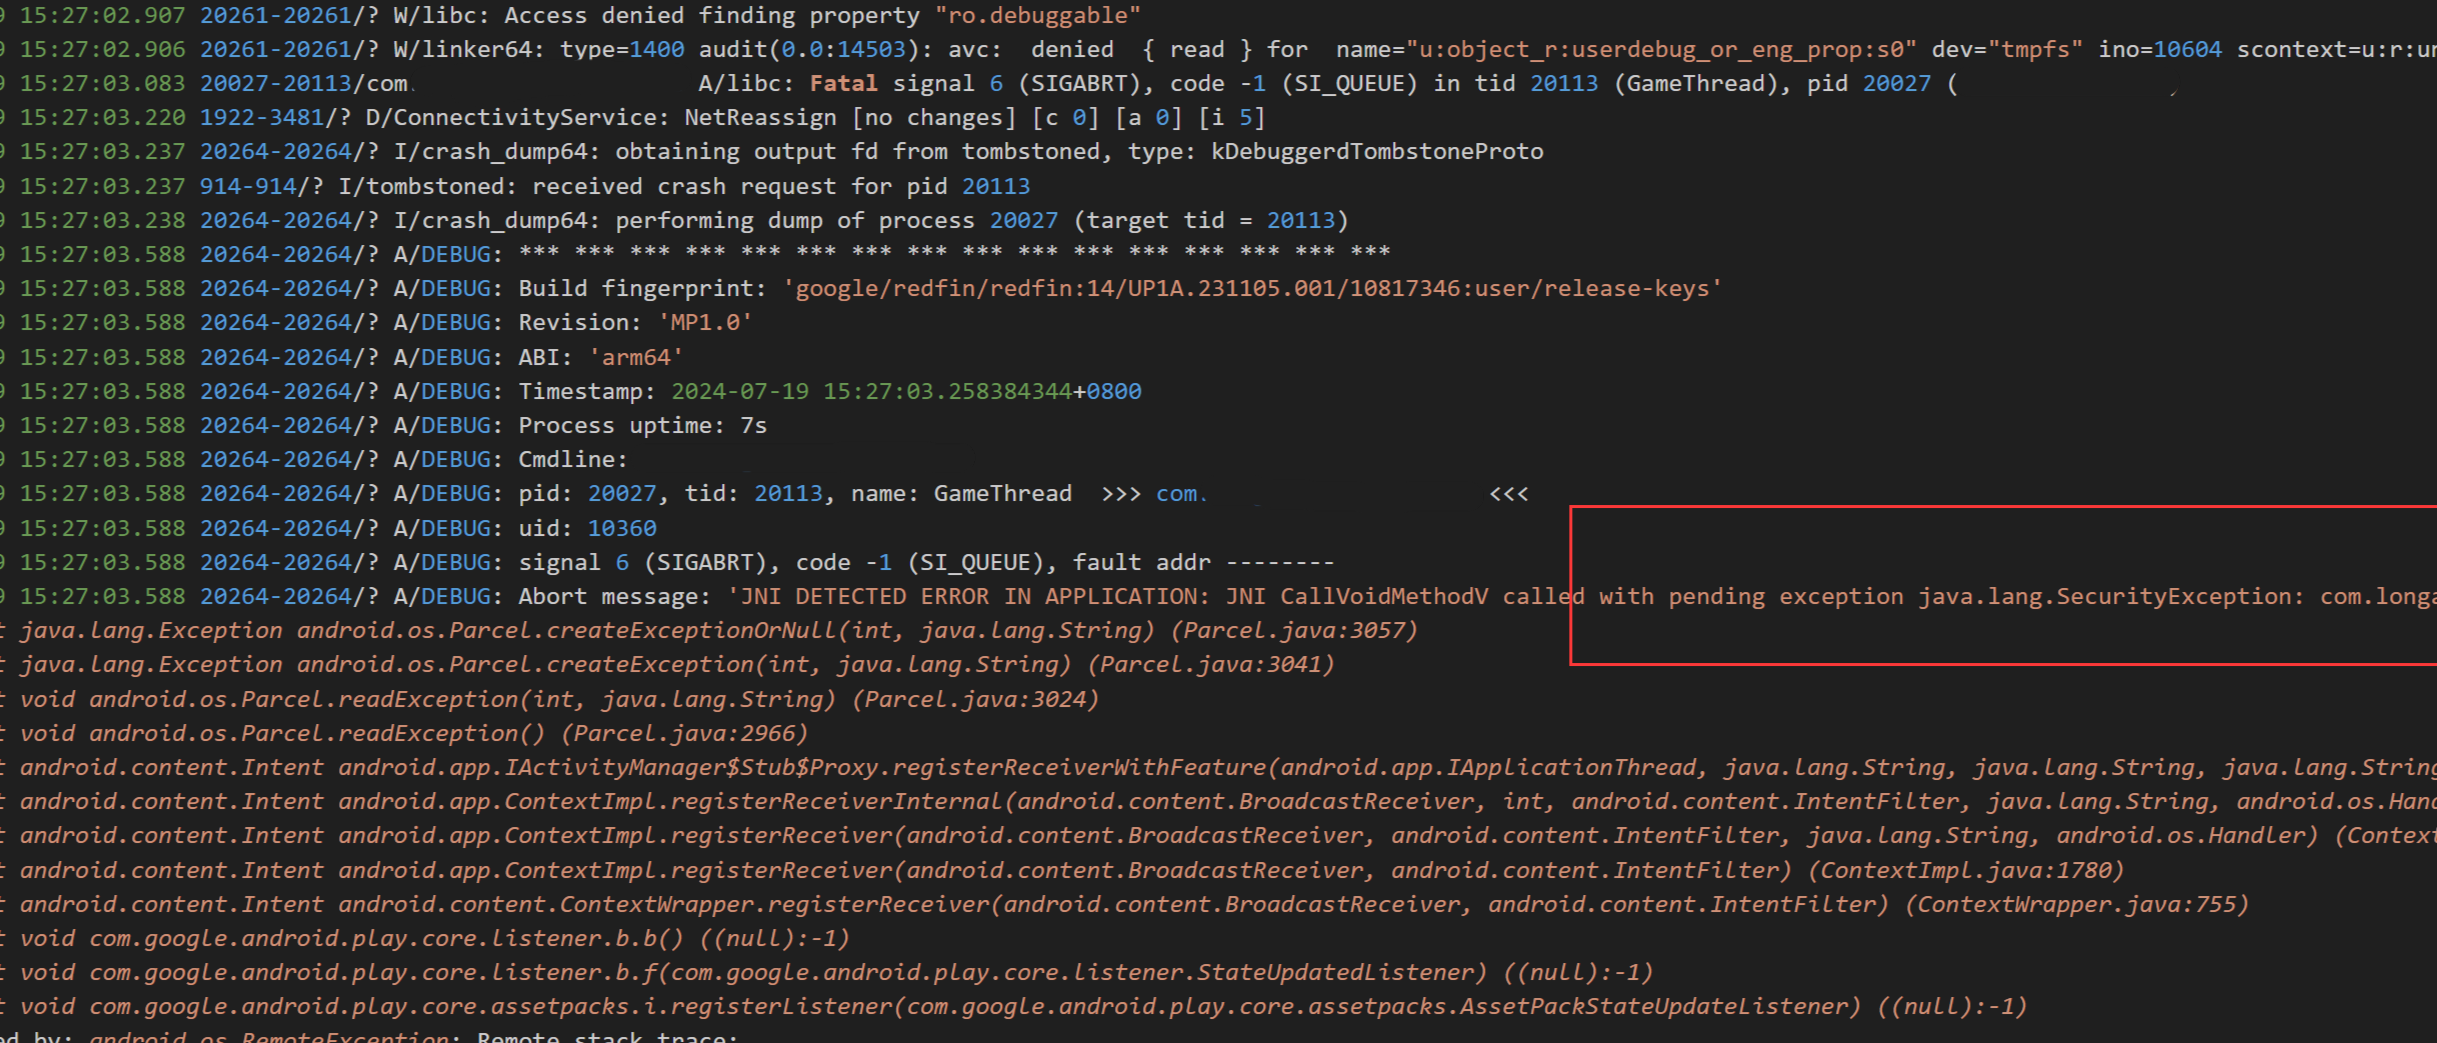 9 15:27:02.907 20261-20261/? W/libc: Access denied finding property "ro.debuggable"
9 15:27:02.906 20261-20261/? W/linker64: type=1400 audit(0.0:14503): avc:  denied  { read } for  name="u:object_r:userdebug_or_eng_prop:s0" dev="tmpfs" ino=10604 scontext=u:r:un
9 15:27:03.083 20027-20113/com. A/libc: Fatal signal 6 (SIGABRT), code -1 (SI_QUEUE) in tid 20113 (GameThread), pid 20027 (
9 15:27:03.220 1922-3481/? D/ConnectivityService: NetReassign [no changes] [c 0] [a 0] [i 5]
9 15:27:03.237 20264-20264/? I/crash_dump64: obtaining output fd from tombstoned, type: kDebuggerdTombstoneProto
9 15:27:03.237 914-914/? I/tombstoned: received crash request for pid 20113
9 15:27:03.238 20264-20264/? I/crash_dump64: performing dump of process 20027 (target tid = 20113)
9 15:27:03.588 20264-20264/? A/DEBUG: *** *** *** *** *** *** *** *** *** *** *** *** *** *** *** ***
9 15:27:03.588 20264-20264/? A/DEBUG: Build fingerprint: 'google/redfin/redfin:14/UP1A.231105.001/10817346:user/release-keys'
9 15:27:03.588 20264-20264/? A/DEBUG: Revision: 'MP1.0'
9 15:27:03.588 20264-20264/? A/DEBUG: ABI: 'arm64'
9 15:27:03.588 20264-20264/? A/DEBUG: Timestamp: 2024-07-19 15:27:03.258384344+0800
9 15:27:03.588 20264-20264/? A/DEBUG: Process uptime: 7s
9 15:27:03.588 20264-20264/? A/DEBUG: Cmdline:
9 15:27:03.588 20264-20264/? A/DEBUG: pid: 20027, tid: 20113, name: GameThread  >>> com. <<<
9 15:27:03.588 20264-20264/? A/DEBUG: uid: 10360
9 15:27:03.588 20264-20264/? A/DEBUG: signal 6 (SIGABRT), code -1 (SI_QUEUE), fault addr --------
9 15:27:03.588 20264-20264/? A/DEBUG: Abort message: 'JNI DETECTED ERROR IN APPLICATION: JNI CallVoidMethodV called with pending exception java.lang.SecurityException: com.longa
t java.lang.Exception android.os.Parcel.createExceptionOrNull(int, java.lang.String) (Parcel.java:3057)
t java.lang.Exception android.os.Parcel.createException(int, java.lang.String) (Parcel.java:3041)
t void android.os.Parcel.readException(int, java.lang.String) (Parcel.java:3024)
t void android.os.Parcel.readException() (Parcel.java:2966)
t android.content.Intent android.app.IActivityManager$Stub$Proxy.registerReceiverWithFeature(android.app.IApplicationThread, java.lang.String, java.lang.String, java.lang.String
t android.content.Intent android.app.ContextImpl.registerReceiverInternal(android.content.BroadcastReceiver, int, android.content.IntentFilter, java.lang.String, android.os.Hand
t android.content.Intent android.app.ContextImpl.registerReceiver(android.content.BroadcastReceiver, android.content.IntentFilter, java.lang.String, android.os.Handler) (Context
t android.content.Intent android.app.ContextImpl.registerReceiver(android.content.BroadcastReceiver, android.content.IntentFilter) (ContextImpl.java:1780)
t android.content.Intent android.content.ContextWrapper.registerReceiver(android.content.BroadcastReceiver, android.content.IntentFilter) (ContextWrapper.java:755)
t void com.google.android.play.core.listener.b.b() ((null):-1)
t void com.google.android.play.core.listener.b.f(com.google.android.play.core.listener.StateUpdatedListener) ((null):-1)
t void com.google.android.play.core.assetpacks.i.registerListener(com.google.android.play.core.assetpacks.AssetPackStateUpdateListener) ((null):-1)
ed by: android.os.RemoteException: Remote stack trace: